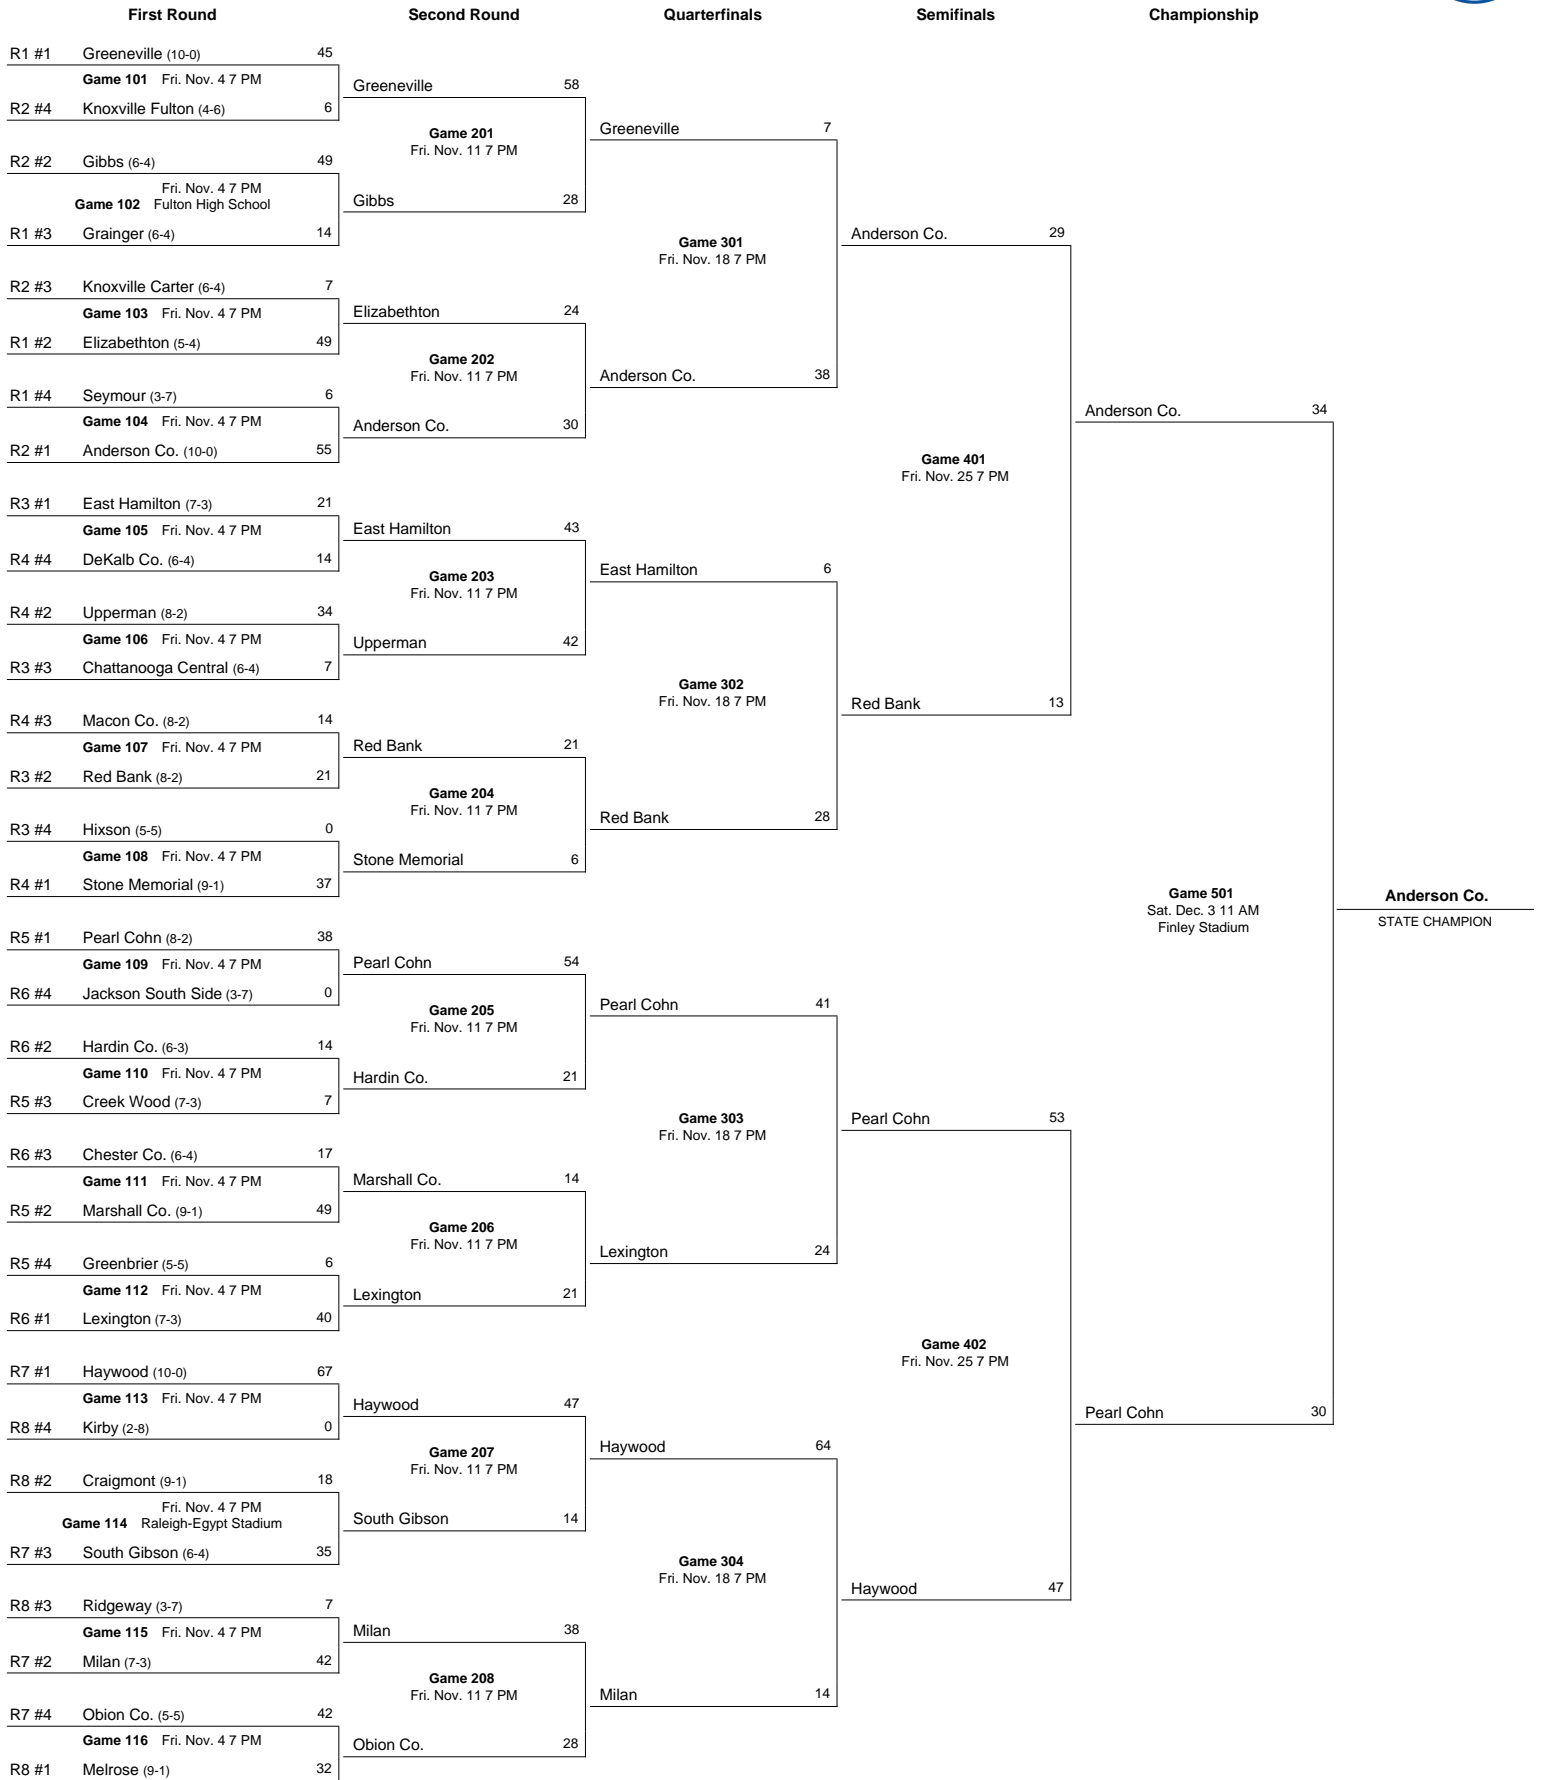 First Round
Second Round
Quarterfinals
Semifinals
Championship
R1 #1 Greeneville (10-0) 45
Game 101 Fri. Nov. 4 7 PM
R2 #4 Knoxville Fulton (4-6) 6
R2 #2 Gibbs (6-4) 49
Fri. Nov. 4 7 PM
Game 102 Fulton High School
R1 #3 Grainger (6-4) 14
R2 #3 Knoxville Carter (6-4) 7
Game 103 Fri. Nov. 4 7 PM
R1 #2 Elizabethton (5-4) 49
R1 #4 Seymour (3-7) 6
Game 104 Fri. Nov. 4 7 PM
R2 #1 Anderson Co. (10-0) 55
R3 #1 East Hamilton (7-3) 21
Game 105 Fri. Nov. 4 7 PM
R4 #4 DeKalb Co. (6-4) 14
R4 #2 Upperman (8-2) 34
Game 106 Fri. Nov. 4 7 PM
R3 #3 Chattanooga Central (6-4) 7
R4 #3 Macon Co. (8-2) 14
Game 107 Fri. Nov. 4 7 PM
R3 #2 Red Bank (8-2) 21
R3 #4 Hixson (5-5) 0
Game 108 Fri. Nov. 4 7 PM
R4 #1 Stone Memorial (9-1) 37
R5 #1 Pearl Cohn (8-2) 38
Game 109 Fri. Nov. 4 7 PM
R6 #4 Jackson South Side (3-7) 0
R6 #2 Hardin Co. (6-3) 14
Game 110 Fri. Nov. 4 7 PM
R5 #3 Creek Wood (7-3) 7
R6 #3 Chester Co. (6-4) 17
Game 111 Fri. Nov. 4 7 PM
R5 #2 Marshall Co. (9-1) 49
R5 #4 Greenbrier (5-5) 6
Game 112 Fri. Nov. 4 7 PM
R6 #1 Lexington (7-3) 40
R7 #1 Haywood (10-0) 67
Game 113 Fri. Nov. 4 7 PM
R8 #4 Kirby (2-8) 0
R8 #2 Craigmont (9-1) 18
Fri. Nov. 4 7 PM
Game 114 Raleigh-Egypt Stadium
R7 #3 South Gibson (6-4) 35
R8 #3 Ridgeway (3-7) 7
Game 115 Fri. Nov. 4 7 PM
R7 #2 Milan (7-3) 42
R7 #4 Obion Co. (5-5) 42
Game 116 Fri. Nov. 4 7 PM
R8 #1 Melrose (9-1) 32
Greeneville 58
Game 201
Fri. Nov. 11 7 PM
Gibbs 28
Elizabethton 24
Game 202
Fri. Nov. 11 7 PM
Anderson Co. 30
East Hamilton 43
Game 203
Fri. Nov. 11 7 PM
Upperman 42
Red Bank 21
Game 204
Fri. Nov. 11 7 PM
Stone Memorial 6
Pearl Cohn 54
Game 205
Fri. Nov. 11 7 PM
Hardin Co. 21
Marshall Co. 14
Game 206
Fri. Nov. 11 7 PM
Lexington 21
Haywood 47
Game 207
Fri. Nov. 11 7 PM
South Gibson 14
Milan 38
Game 208
Fri. Nov. 11 7 PM
Obion Co. 28
Greeneville 7
Game 301
Fri. Nov. 18 7 PM
Anderson Co. 38
East Hamilton 6
Game 302
Fri. Nov. 18 7 PM
Red Bank 28
Pearl Cohn 41
Game 303
Fri. Nov. 18 7 PM
Lexington 24
Haywood 64
Game 304
Fri. Nov. 18 7 PM
Milan 14
Anderson Co. 29
Game 401
Fri. Nov. 25 7 PM
Red Bank 13
Pearl Cohn 53
Game 402
Fri. Nov. 25 7 PM
Haywood 47
Anderson Co. 34
Game 501
Sat. Dec. 3 11 AM
Finley Stadium
Pearl Cohn 30
Anderson Co.
STATE CHAMPION